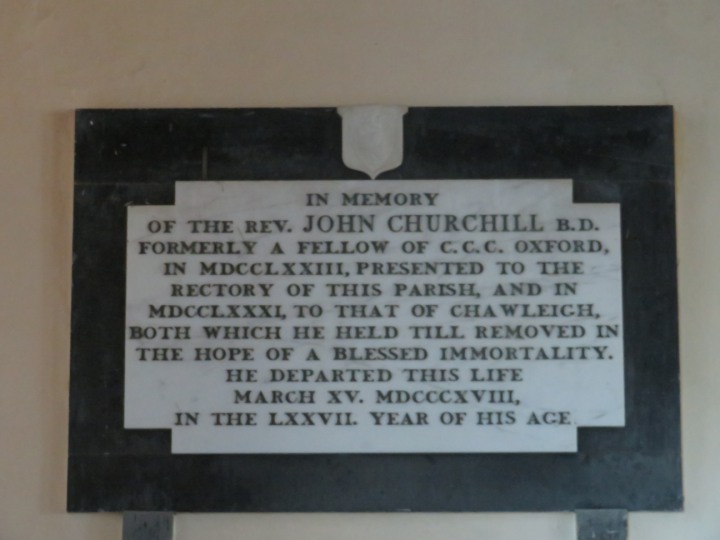 IN MEMORY
OF THE REV. JOHN CHURCHILL B.D.
FORMERLY A FELLOW OF C.C.C. OXFORD,
IN MDCCLXXIII, PRESENTED TO THE
RECTORY OF THIS PARISH, AND IN
MDCCLXXXI, TO THAT OF CHAWLEIGH,
BOTH WHICH HE HELD TILL REMOVED IN
THE HOPE OF A BLESSED IMMORTALITY.
HE DEPARTED THIS LIFE
MARCH XV. MDCCCXVIII,
IN THE LXXVII. YEAR OF HIS AGE.